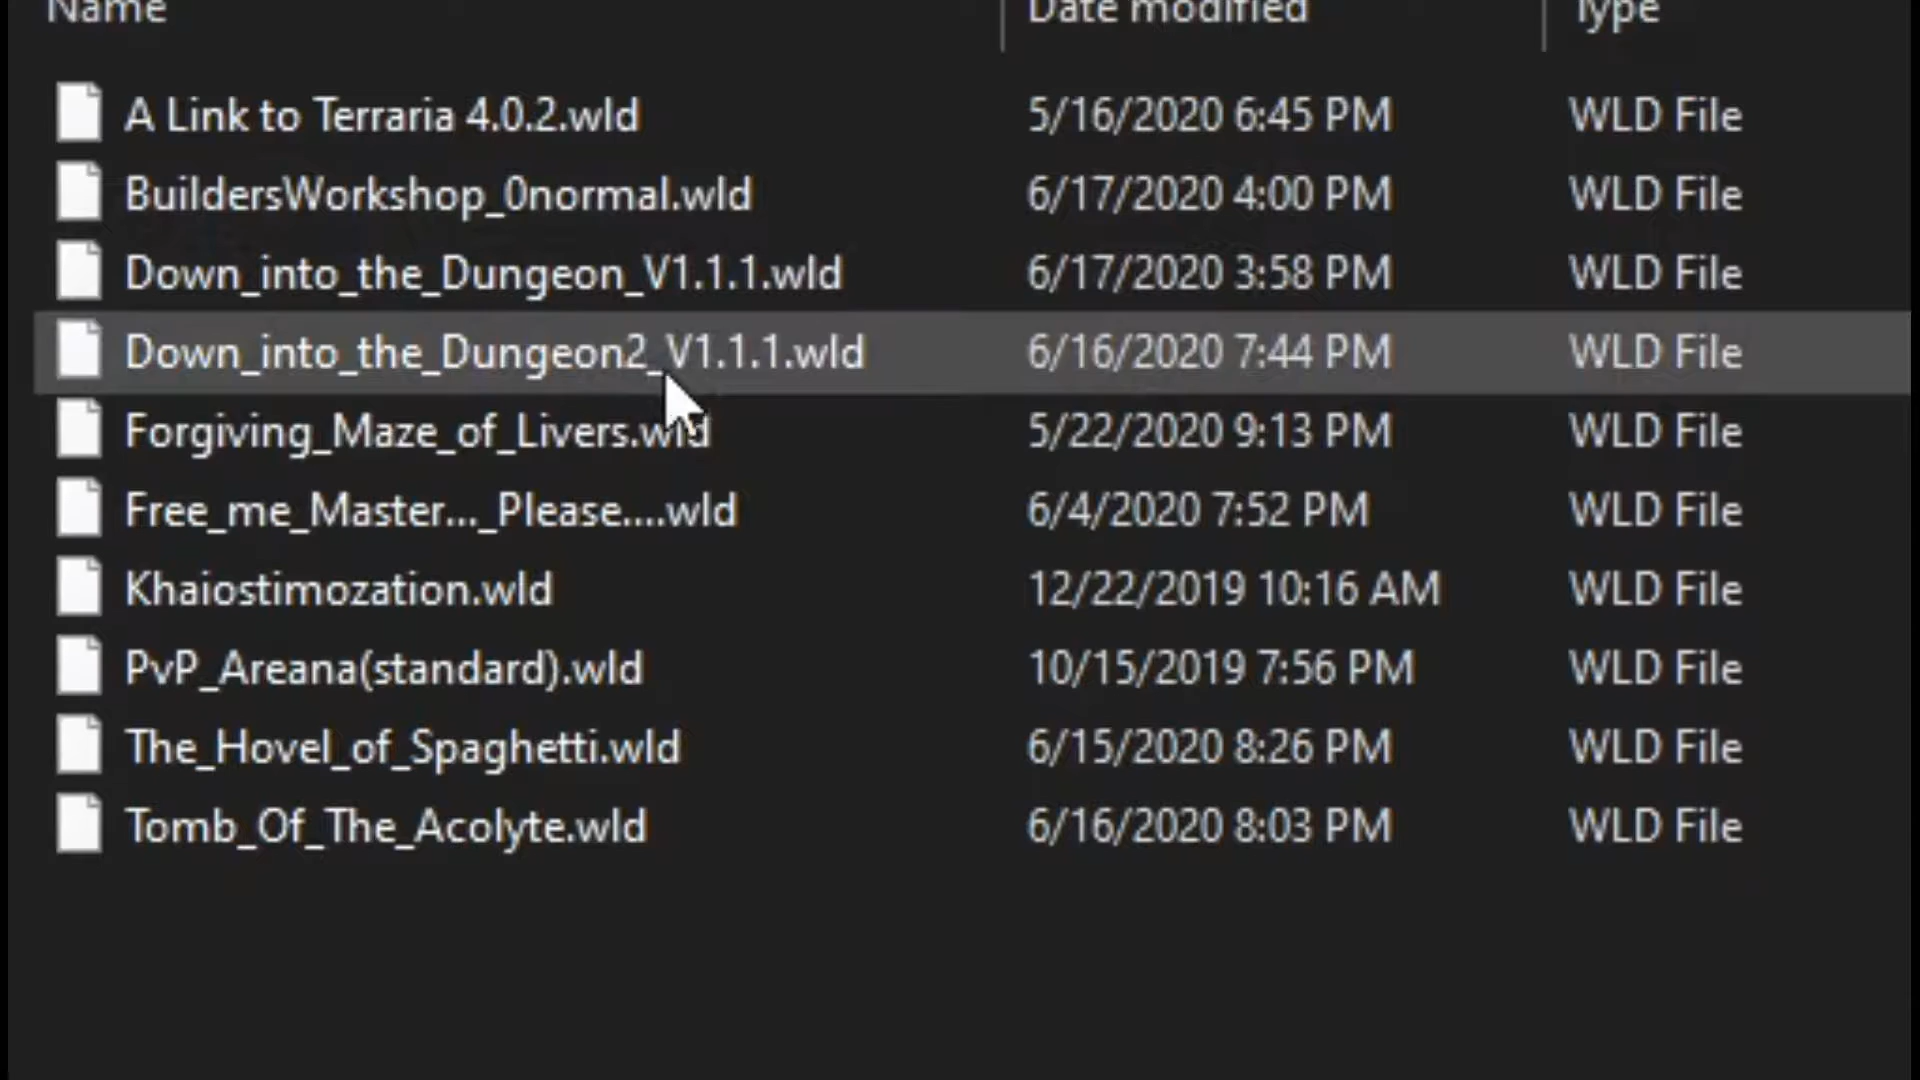 Name Date modified Type
A Link to Terraria 4.0.2.wld 5/16/2020 6:45 PM WLD File
BuildersWorkshop_0normal.wld 6/17/2020 4:00 PM WLD File
Down_into_the_Dungeon_V1.1.1.wld 6/17/2020 3:58 PM WLD File
Down_into_the_Dungeon2_V1.1.1.wld 6/16/2020 7:44 PM WLD File
Forgiving_Maze_of_Livers.wld 5/22/2020 9:13 PM WLD File
Free_me_Master..._Please....wld 6/4/2020 7:52 PM WLD File
Khaiostimozation.wld 12/22/2019 10:16 AM WLD File
PvP_Areana(standard).wld 10/15/2019 7:56 PM WLD File
The_Hovel_of_Spaghetti.wld 6/15/2020 8:26 PM WLD File
Tomb_Of_The_Acolyte.wld 6/16/2020 8:03 PM WLD File